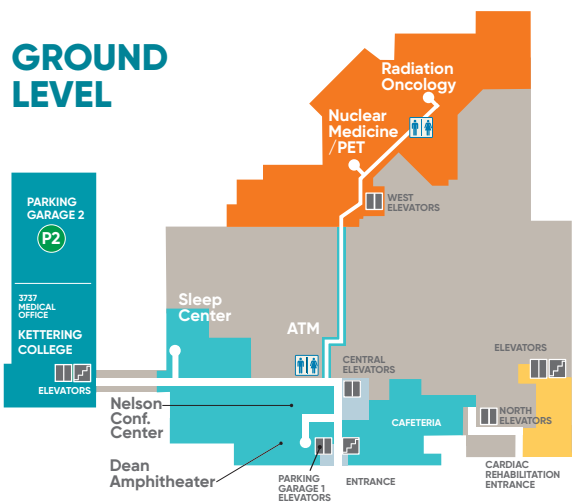 GROUND
LEVEL
Radiation
Oncology
Nuclear
Medicine
/PET
WEST
ELEVATORS
PARKING
GARAGE 2
P2
3737
MEDICAL
OFFICE
KETTERING
COLLEGE
ELEVATORS
Sleep
Center
ATM
CENTRAL
ELEVATORS
ELEVATORS
Nelson
Conf.
Center
CAFETERIA
NORTH
ELEVATORS
Dean
Amphitheater
PARKING
GARAGE 1
ELEVATORS
ENTRANCE
CARDIAC
REHABILITATION
ENTRANCE